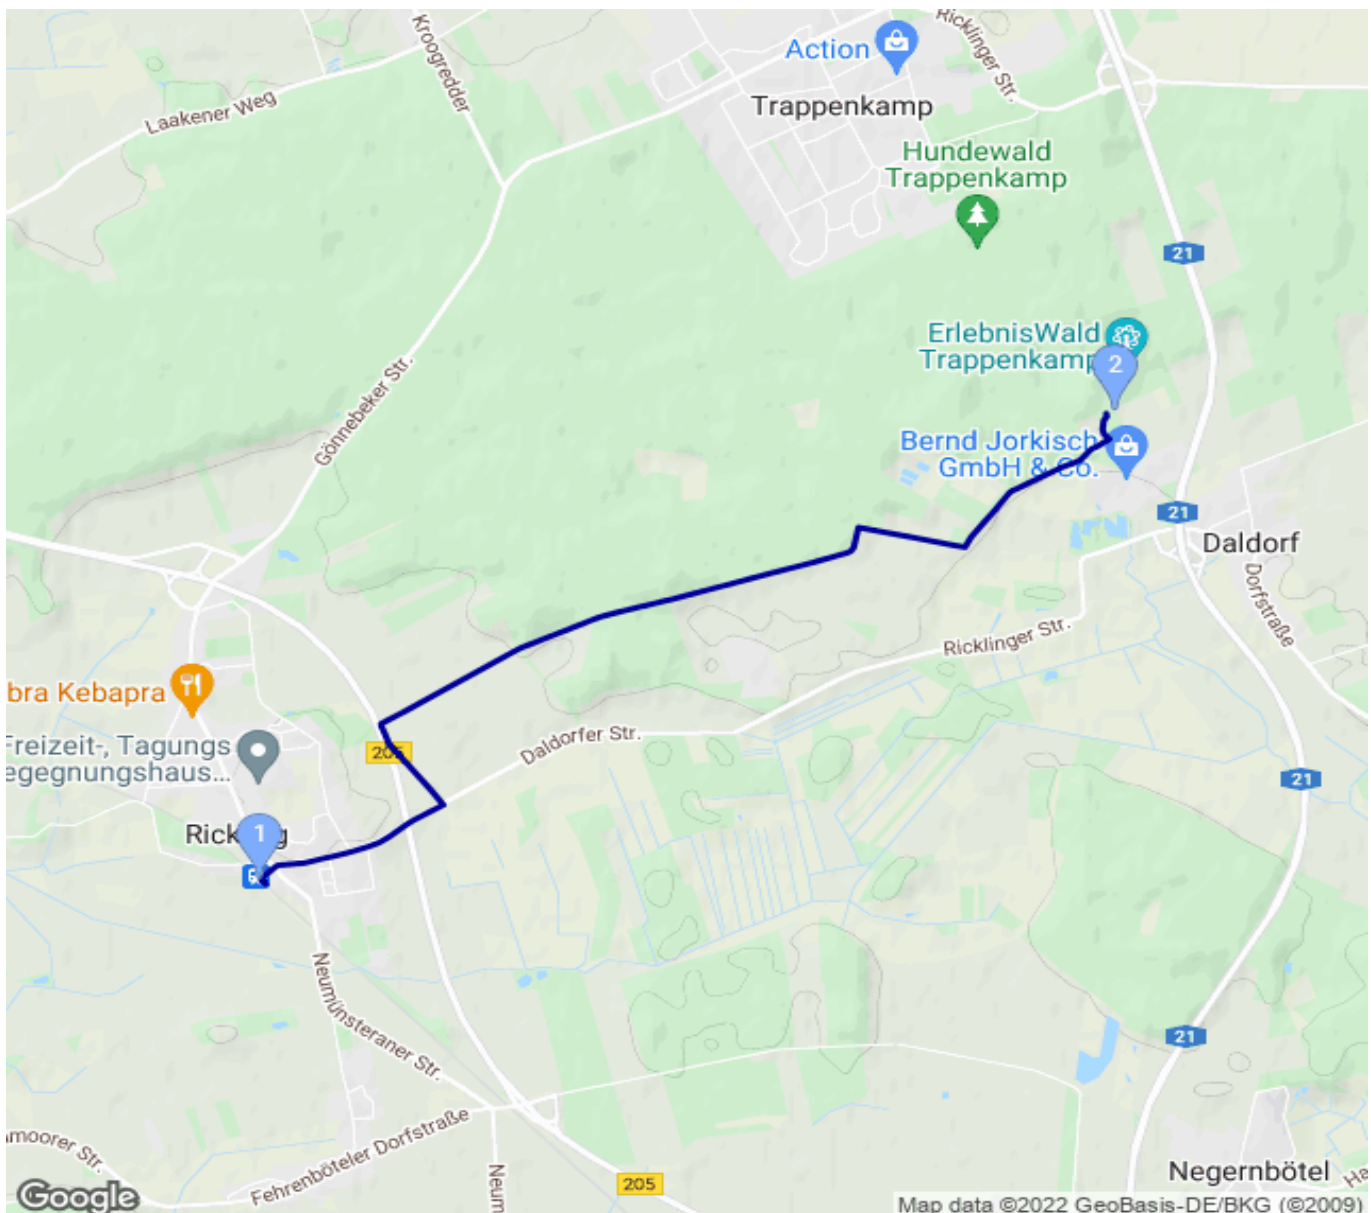 Kroogredder
Ricklinger Str.
Action
Laakener Weg
Trappenkamp
Hundewald
Trappenkamp
21
ErlebnisWald
Trappenkamp
2
Gönnebeker Str.
Bernd Jorkisch
GmbH & Co.
21
Daldorf
Dorfstraße
Ricklinger Str.
bra Kebapra
Daldorfer Str.
Freizeit-, Tagungs
egegnungshaus...
205
21
1
Neumünsteraner Str.
21
Fehrenböteler Dorfstraße
moorer Str.
Neum
205
Negernbötel
Ha
Google
Map data ©2022 GeoBasis-DE/BKG (©2009)